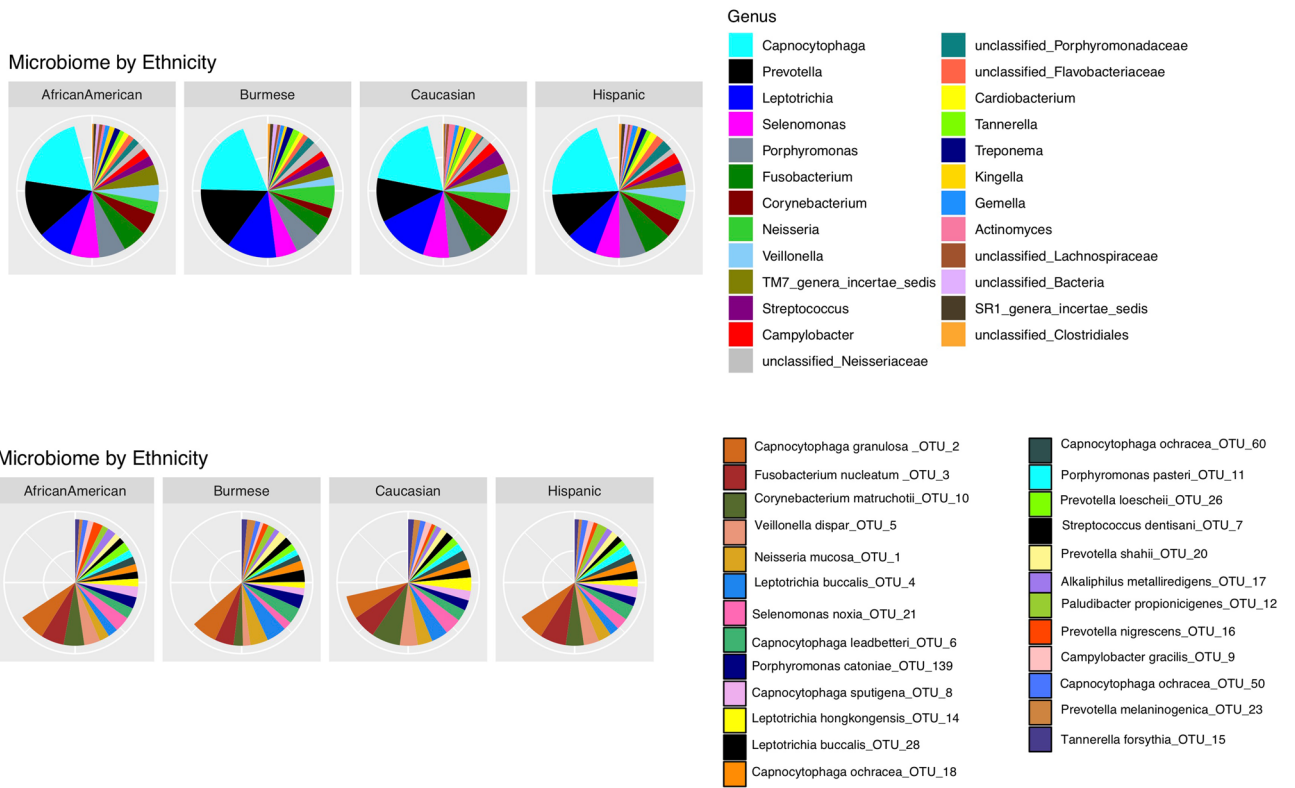 Microbiome by Ethnicity
AfricanAmerican
Burmese
Caucasian
Hispanic
Genus
Capnocytophaga
Prevotella
Leptotrichia
Selenomonas
Porphyromonas
Fusobacterium
Corynebacterium
Neisseria
Veillonella
TM7_genera_incertae_sedis
Streptococcus
Campylobacter
unclassified_Neisseriaceae
unclassified_Porphyromonadaceae
unclassified_Flavobacteriaceae
Cardiobacterium
Tannerella
Treponema
Kingella
Gemella
Actinomyces
unclassified_Lachnospiraceae
unclassified_Bacteria
SR1_genera_incertae_sedis
unclassified_Clostridiales
Microbiome by Ethnicity
AfricanAmerican
Burmese
Caucasian
Hispanic
Capnocytophaga granulosa _OTU_2
Fusobacterium nucleatum _OTU_3
Corynebacterium matruchotii_OTU_10
Veillonella dispar_OTU_5
Neisseria mucosa_OTU_1
Leptotrichia buccalis_OTU_4
Selenomonas noxia_OTU_21
Capnocytophaga leadbetteri_OTU_6
Porphyromonas catoniae_OTU_139
Capnocytophaga sputigena_OTU_8
Leptotrichia hongkongensis_OTU_14
Leptotrichia buccalis_OTU_28
Capnocytophaga ochracea_OTU_18
Capnocytophaga ochracea_OTU_60
Porphyromonas pasteri_OTU_11
Prevotella loescheii_OTU_26
Streptococcus dentisani_OTU_7
Prevotella shahii_OTU_20
Alkaliphilus metalliredigens_OTU_17
Paludibacter propionicigenes_OTU_12
Prevotella nigrescens_OTU_16
Campylobacter gracilis_OTU_9
Capnocytophaga ochracea_OTU_50
Prevotella melaninogenica_OTU_23
Tannerella forsythia_OTU_15